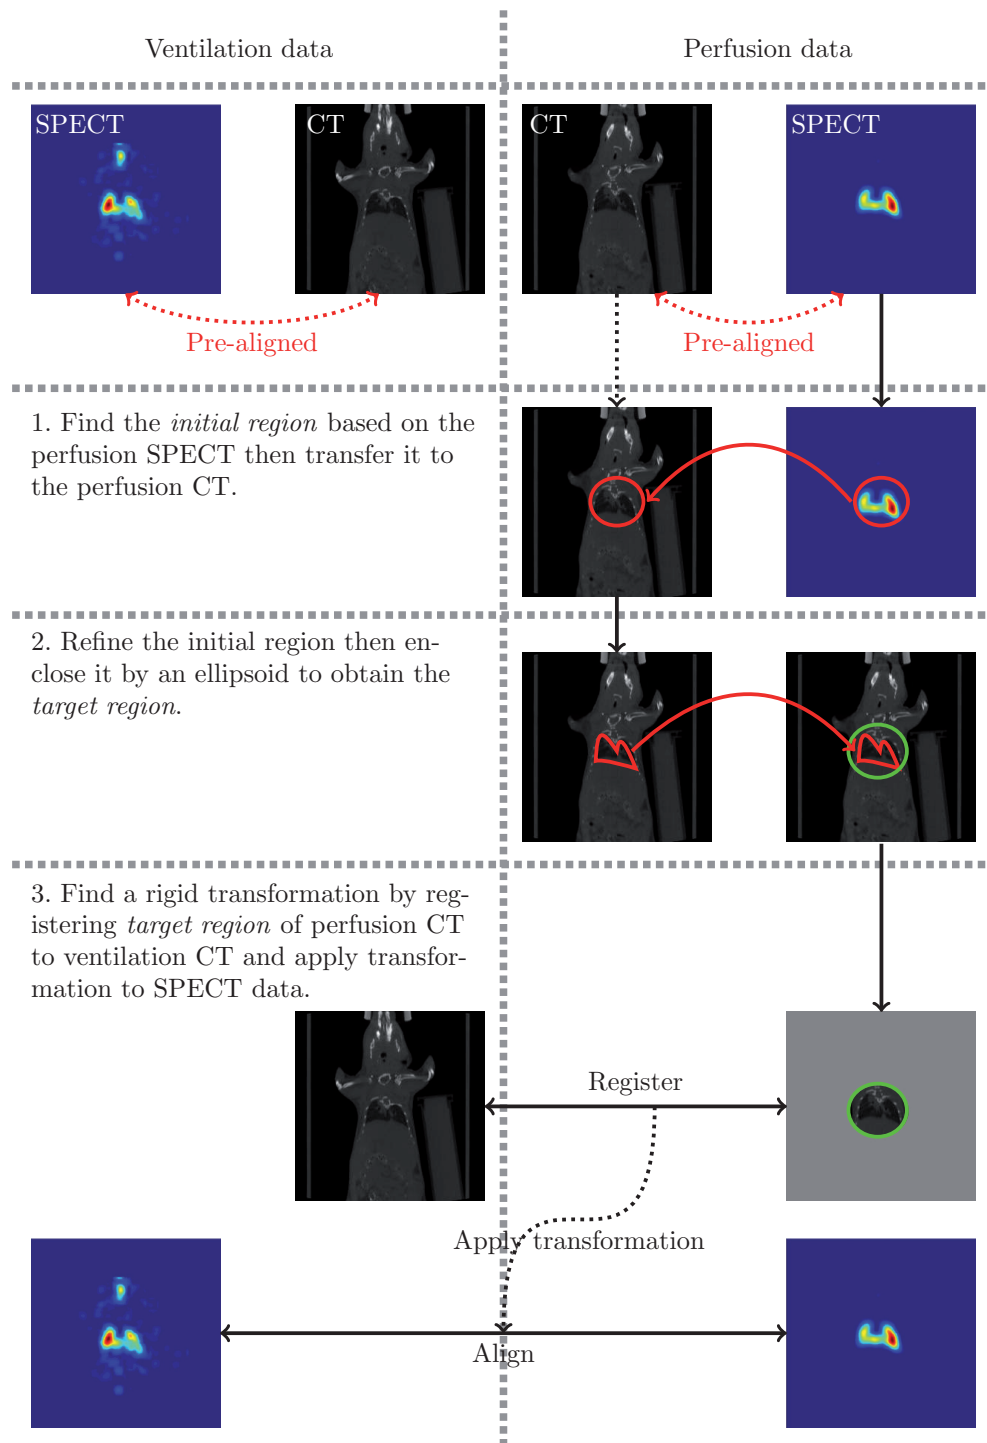 Ventilation data
Perfusion data
SPECT
CT
CT
SPECT
Pre-aligned
Pre-aligned
1. Find the initial region based on the
perfusion SPECT then transfer it to
the perfusion CT.
2. Refine the initial region then en-
close it by an ellipsoid to obtain the
target region.
3. Find a rigid transformation by reg-
istering target region of perfusion CT
to ventilation CT and apply transfor-
mation to SPECT data.
Register
Apply transformation
Align